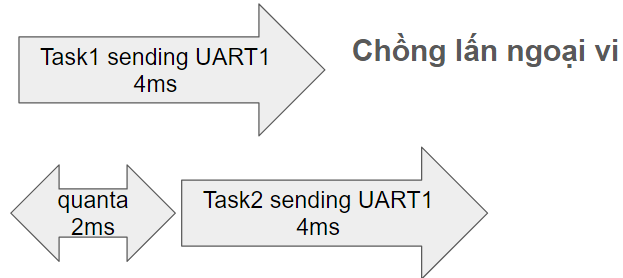 Task1 sending UART1
4ms
Chồng lấn ngoại vi
quanta
2ms
Task2 sending UART1
4ms